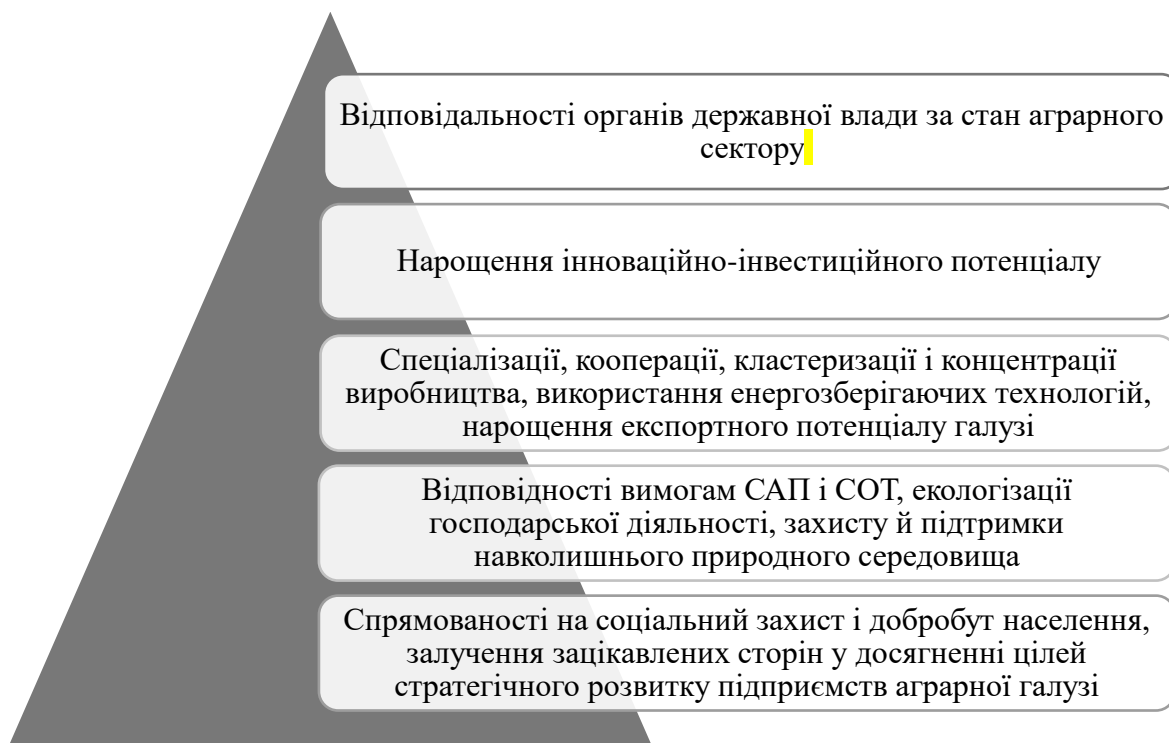 Відповідальності органів державної влади за стан аграрного
сектору
Нарощення інноваційно-інвестиційного потенціалу
Спеціалізації, кооперації, кластеризації і концентрації
виробництва, використання енергозберігаючих технологій,
нарощення експортного потенціалу галузі
Відповідності вимогам САП і СОТ, екологізації
господарської діяльності, захисту й підтримки
навколишнього природного середовища
Спрямованості на соціальний захист і добробут населення,
залучення зацікавлених сторін у досягненні цілей
стратегічного розвитку підприємств аграрної галузі